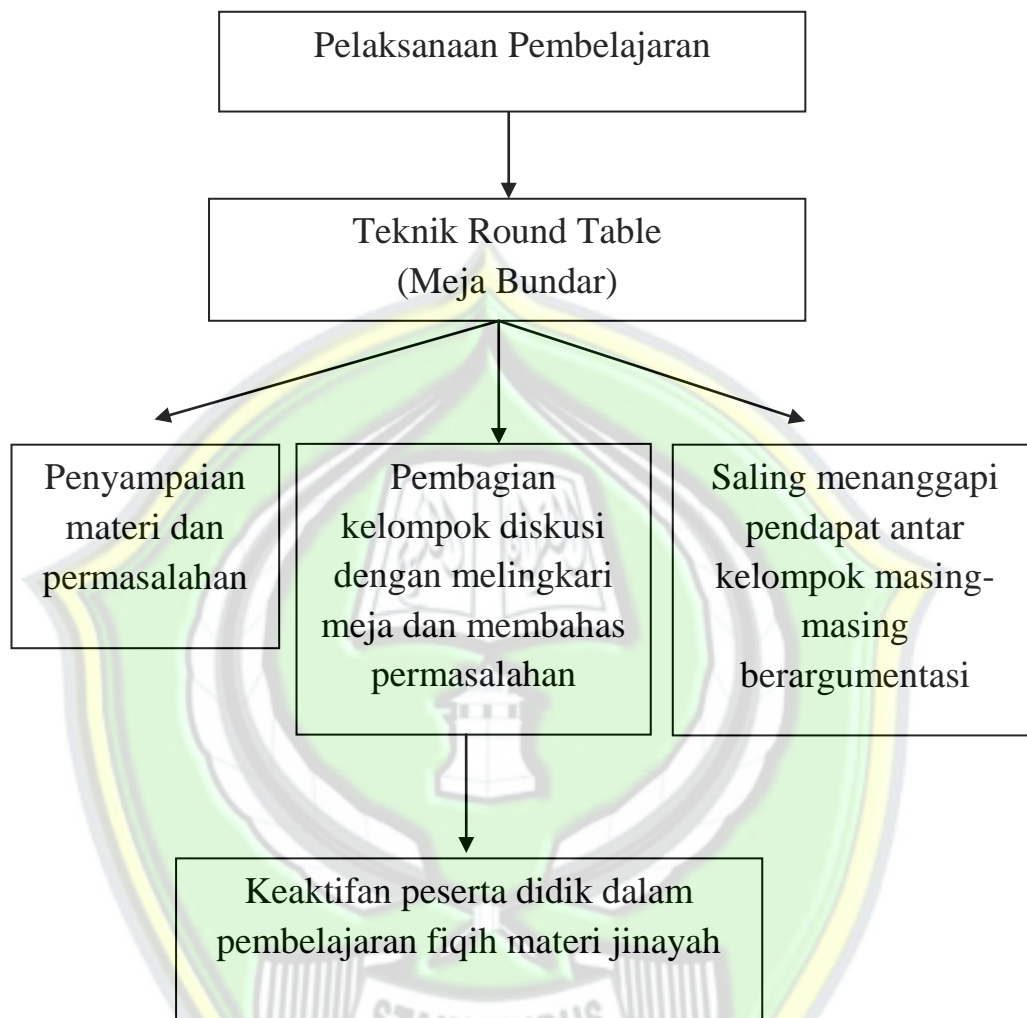 Pelaksanaan Pembelajaran
Teknik Round Table
(Meja Bundar)
Penyampaian
materi dan
permasalahan
Pembagian
kelompok diskusi
dengan melingkari
meja dan membahas
permasalahan
Saling menanggapi
pendapat antar
kelompok masing-
masing
berargumentasi
Keaktifan peserta didik dalam
pembelajaran fiqih materi jinayah